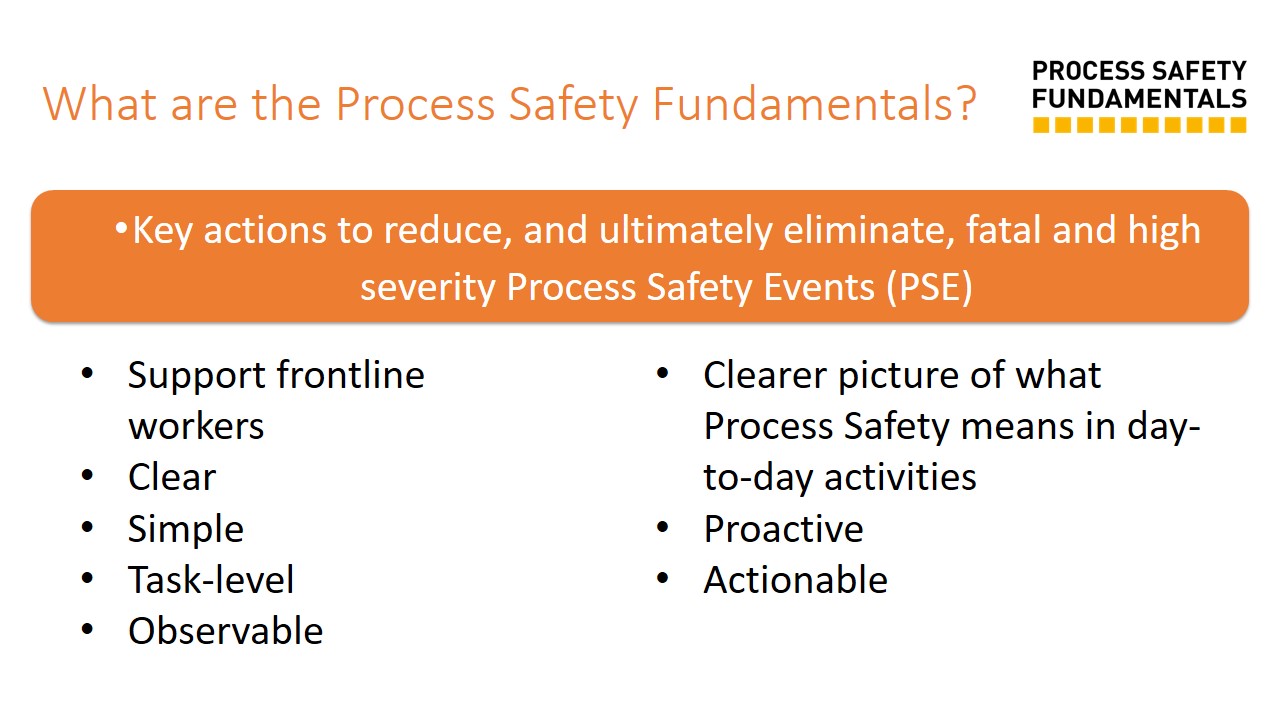 What are the Process Safety Fundamentals?
PROCESS SAFETY
FUNDAMENTALS
•Key actions to reduce, and ultimately eliminate, fatal and high
severity Process Safety Events (PSE)
• Support frontline
workers
• Clear
• Simple
• Task-level
• Observable
• Clearer picture of what
Process Safety means in day-
to-day activities
• Proactive
• Actionable